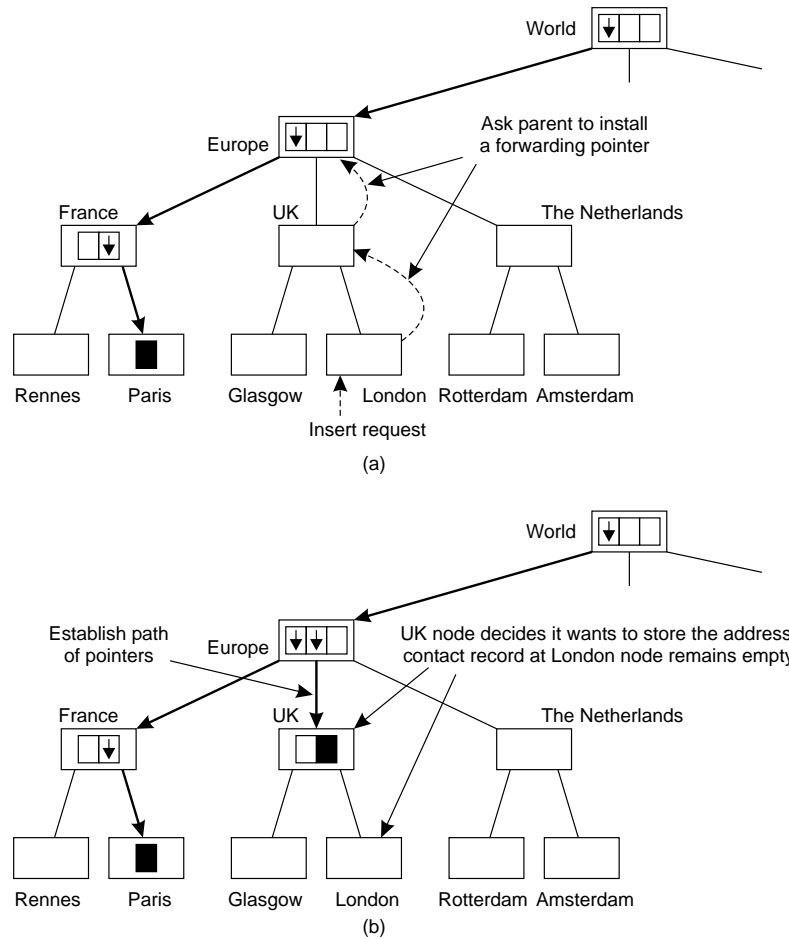 World
Europe
Ask parent to install
a forwarding pointer
France
UK
The Netherlands
Rennes
Paris
Glasgow
London
Rotterdam
Amsterdam
Insert request
(a)
World
Establish path
of pointers
Europe
UK node decides it wants to store the address
contact record at London node remains empty
France
UK
The Netherlands
Rennes
Paris
Glasgow
London
Rotterdam
Amsterdam
(b)